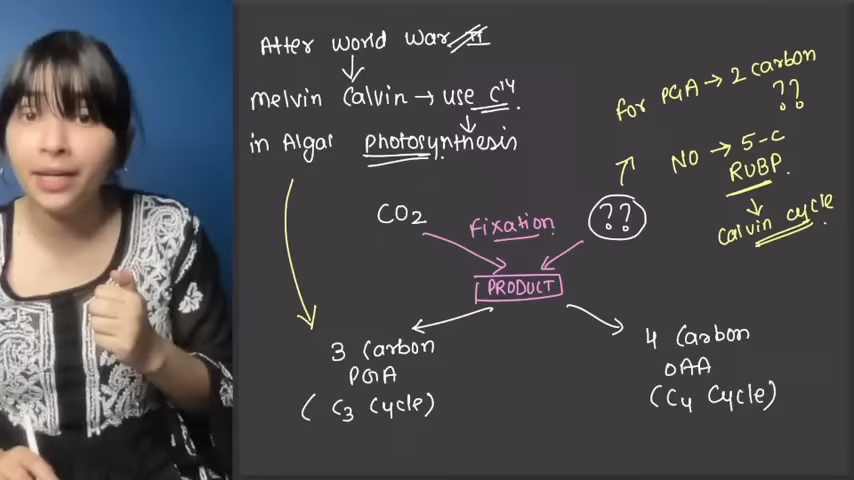 After world war II
Melvin Calvin → use C¹⁴.
in Algal photosynthesis
for PGA → 2 carbon
??
NO → 5-C
RUBP.
Calvin cycle
CO₂
Fixation
??
PRODUCT
3 Carbon
PGA
( C₃ Cycle)
4 Carbon
OAA
(C₄ Cycle)